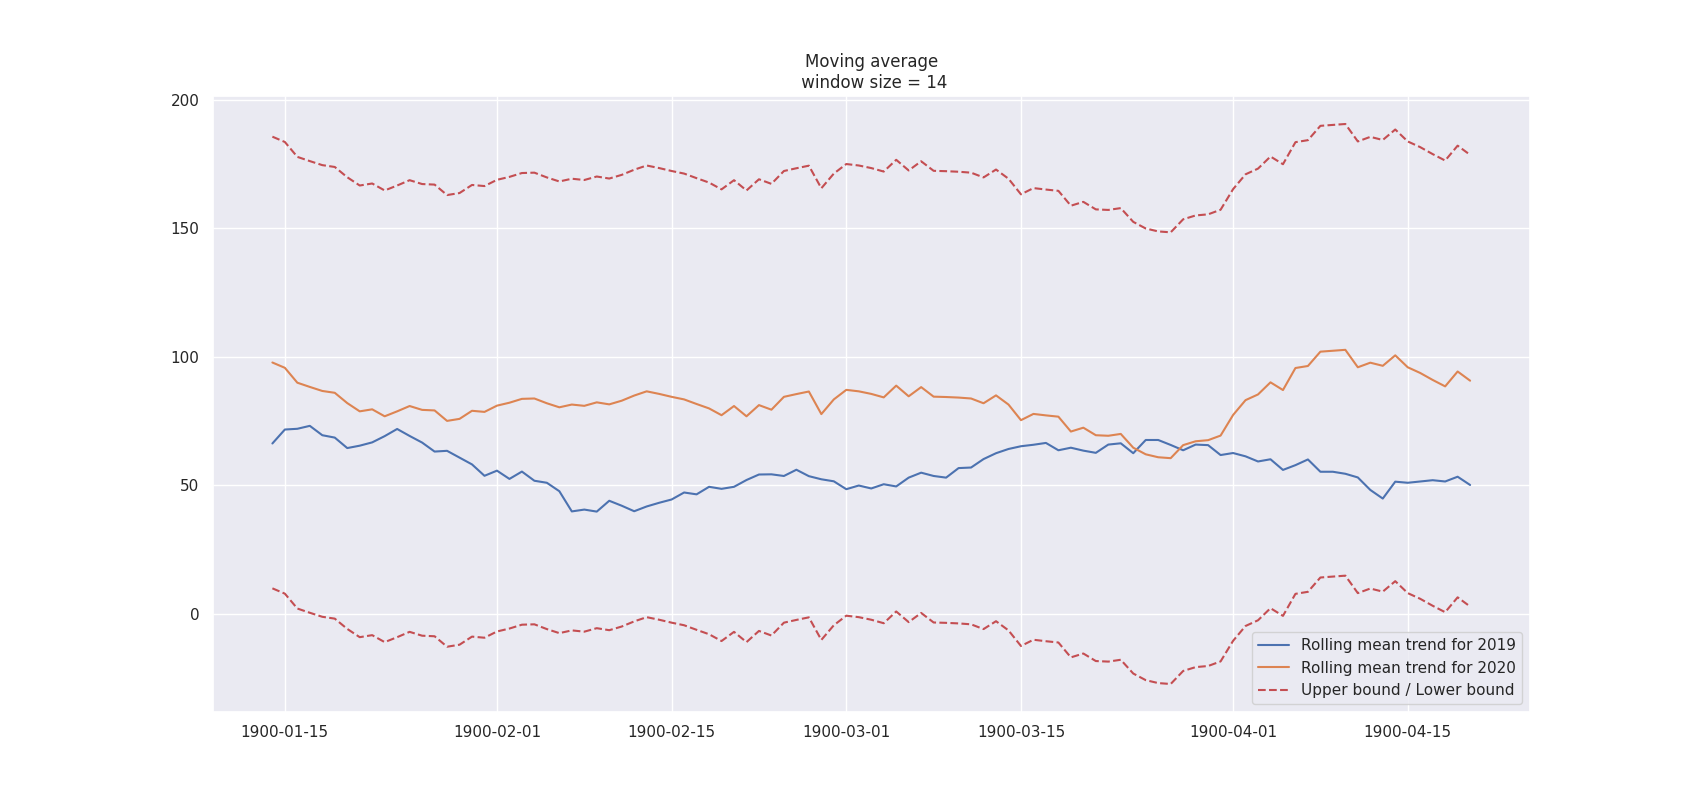 Moving average
window size = 14
200
150
100
50
0
1900-01-15
1900-02-01
1900-02-15
1900-03-01
1900-03-15
1900-04-01
1900-04-15
Rolling mean trend for 2019
Rolling mean trend for 2020
Upper bound / Lower bound